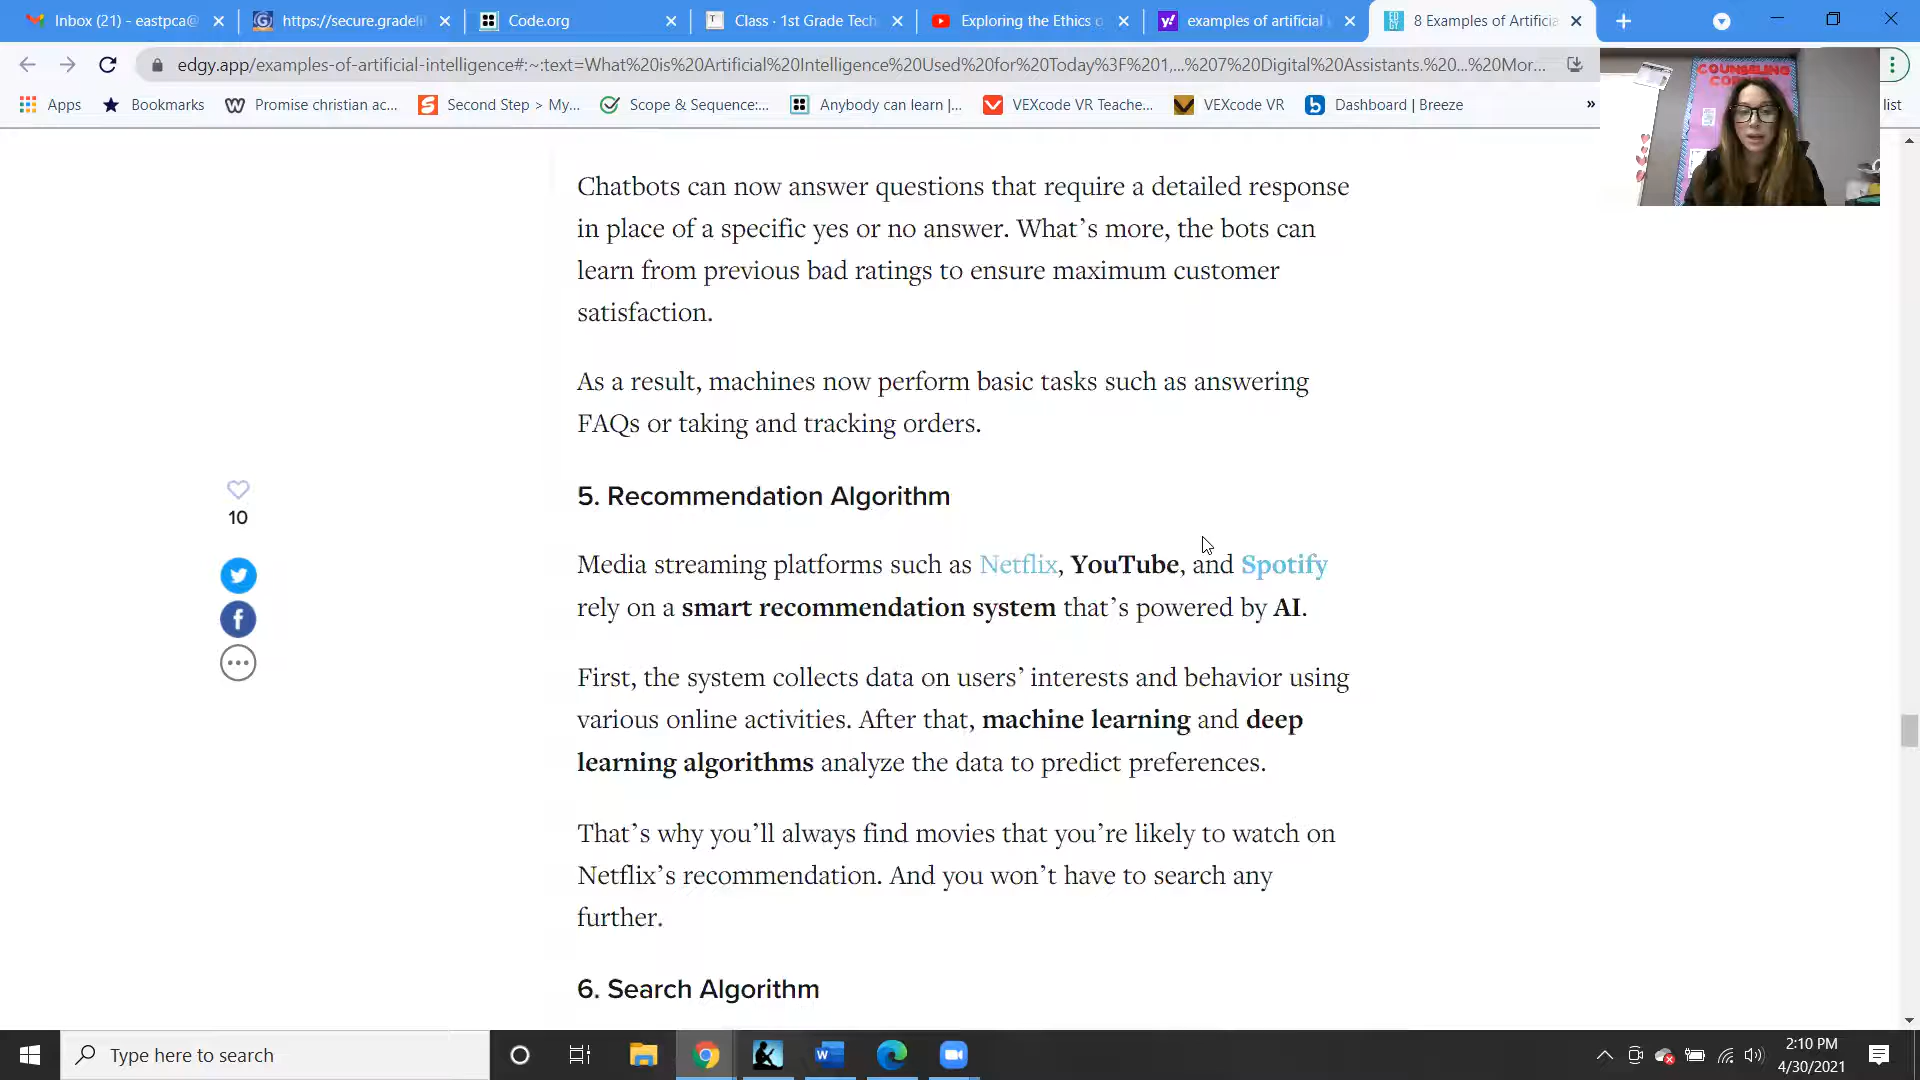 Inbox (21) - eastpca@
https://secure.gradeli
Code.org
Class · 1st Grade Tech
Exploring the Ethics o
examples of artificial
8 Examples of Artificia
edgy.app/examples-of-artificial-intelligence#:~:text=What%20is%20Artificial%20Intelligence%20Used%20for%20Today%3F%201,...%207%20Digital%20Assistants.%20...%20Mor...
Apps
Bookmarks
Promise christian ac...
Second Step > My...
Scope & Sequence:...
Anybody can learn |...
VEXcode VR Teache...
VEXcode VR
Dashboard | Breeze
»
list
COUNSELING
Chatbots can now answer questions that require a detailed response
in place of a specific yes or no answer. What’s more, the bots can
learn from previous bad ratings to ensure maximum customer
satisfaction.
As a result, machines now perform basic tasks such as answering
FAQs or taking and tracking orders.
5. Recommendation Algorithm
10
Media streaming platforms such as Netflix, YouTube, and Spotify
rely on a smart recommendation system that’s powered by AI.
First, the system collects data on users’ interests and behavior using
various online activities. After that, machine learning and deep
learning algorithms analyze the data to predict preferences.
That’s why you’ll always find movies that you’re likely to watch on
Netflix’s recommendation. And you won’t have to search any
further.
6. Search Algorithm
Type here to search
2:10 PM
4/30/2021